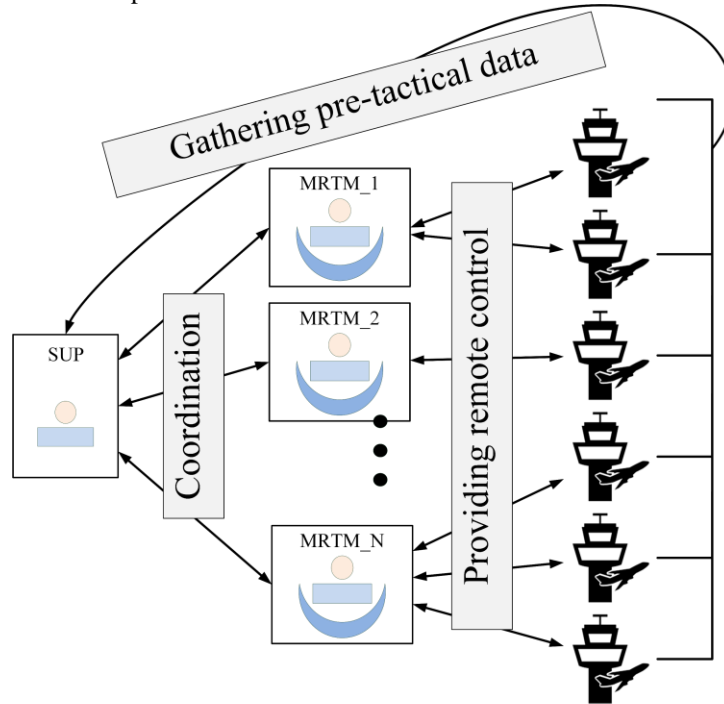 Gathering pre-tactical data
MRTM_1
MRTM_2
SUP
Coordination
Providing remote control
MRTM_N